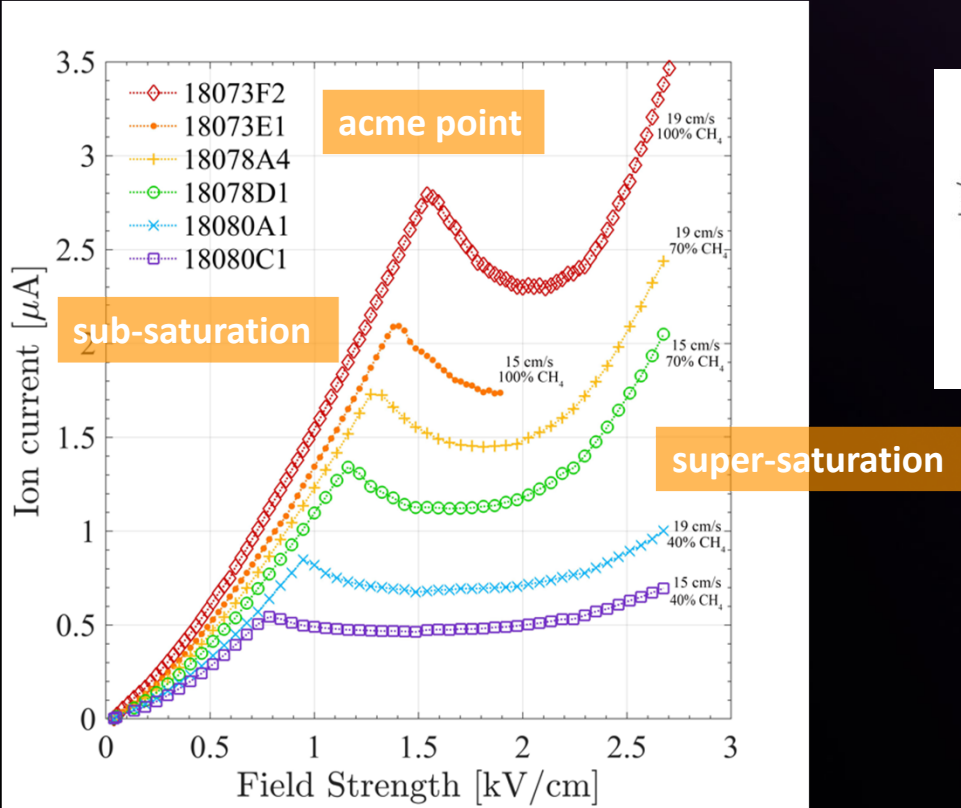 3.5
3
2.5
2
1.5
1
0.5
0
0
0.5
1
1.5
2
2.5
3
Ion current [μA]
Field Strength [kV/cm]
18073F2
18073E1
18078A4
18078D1
18080A1
18080C1
acme point
sub-saturation
super-saturation
19 cm/s
100% CH₄
19 cm/s
70% CH₄
15 cm/s
70% CH₄
15 cm/s
100% CH₄
19 cm/s
40% CH₄
15 cm/s
40% CH₄